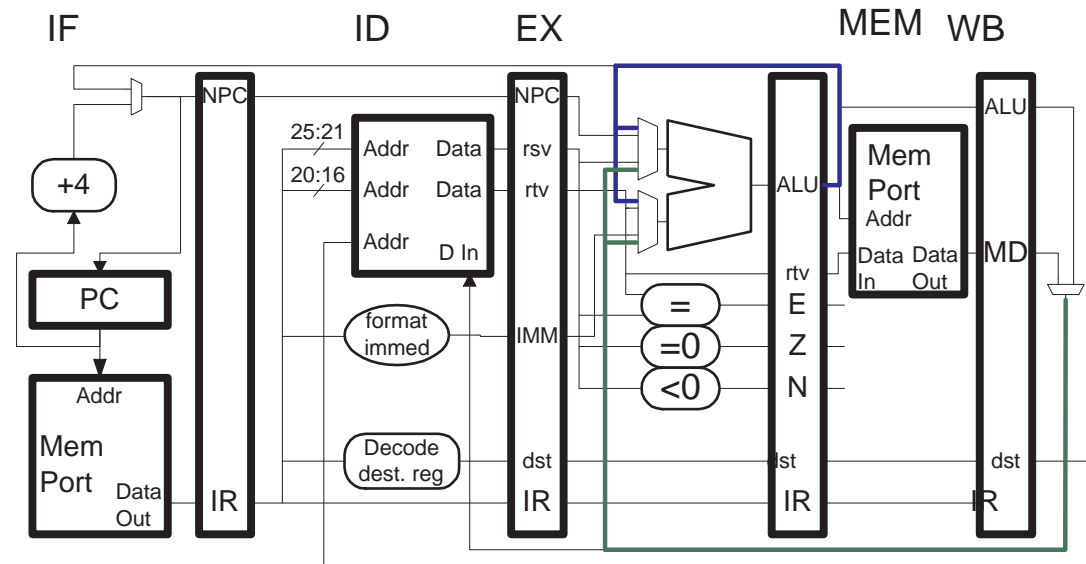 IF
ID
EX
MEM
WB
+4
PC
Addr
Mem
Port
Data
Out
NPC
IR
25:21
20:16
Addr
Data
Addr
Data
Addr
D In
format
immed
Decode
dest. reg
NPC
rsv
rtv
IMM
dst
IR
=
=0
<0
ALU
rtv
E
Z
N
dst
IR
Mem
Port
Addr
Data
In
Data
Out
ALU
MD
dst
IR